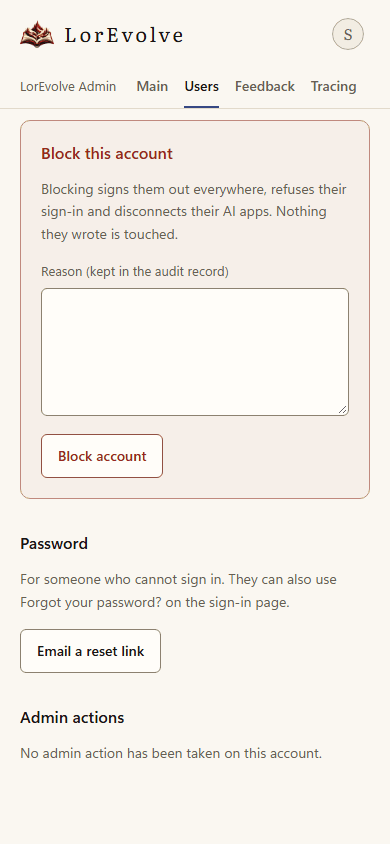 LorEvolve
S
LorEvolve Admin Main Users Feedback Tracing
Block this account
Blocking signs them out everywhere, refuses their
sign-in and disconnects their AI apps. Nothing
they wrote is touched.
Reason (kept in the audit record)
Block account
Password
For someone who cannot sign in. They can also use
Forgot your password? on the sign-in page.
Email a reset link
Admin actions
No admin action has been taken on this account.